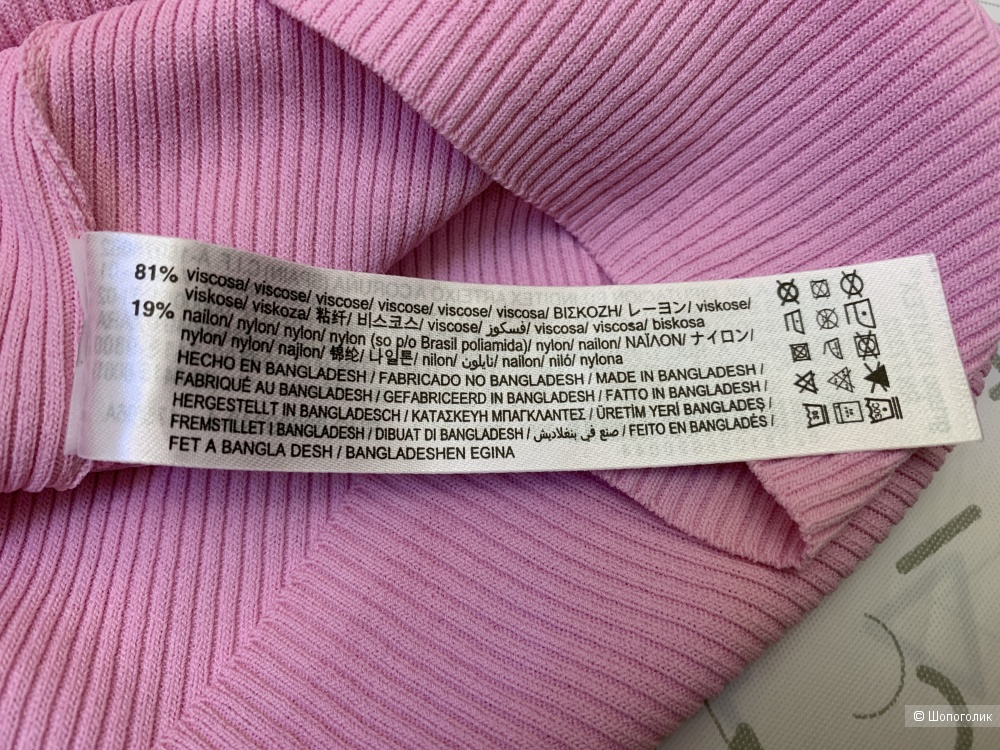 81% viscosa/ viscose/ viscose/ viscose/ viscose/ viscosa/ ΒΙΣΚΟΖΗ/ レーヨン/ viskose/
viskose/ viskoza/ 粘纤/ 비스코스/ viscose/ فسكوز/ viscosa/ viscosa/ biskosa
19% nailon/ nylon/ nylon/ nylon (so p/o Brasil poliamida)/ nylon/ nailon/ ΝΑΪΛΟΝ/ ナイロン/
nylon/ nylon/ najlon/ 锦纶/ 나일론/ nilon/ نايلون/ nailon/ niló/ nylona
HECHO EN BANGLADESH / FABRICADO NO BANGLADESH / MADE IN BANGLADESH /
FABRIQUÉ AU BANGLADESH / GEFABRICEERD IN BANGLADESH / FATTO IN BANGLADESH /
HERGESTELLT IN BANGLADESCH / ΚΑΤΑΣΚΕΥΗ ΜΠΑΓΚΛΑΝΤΕΣ / ÜRETİM YERİ BANGLADEŞ /
FREMSTILLET I BANGLADESH / DIBUAT DI BANGLADESH / صنع في بنغلاديش / FEITO EN BANGLADÉS /
FET A BANGLA DESH / BANGLADESHEN EGINA
© Шопоголик